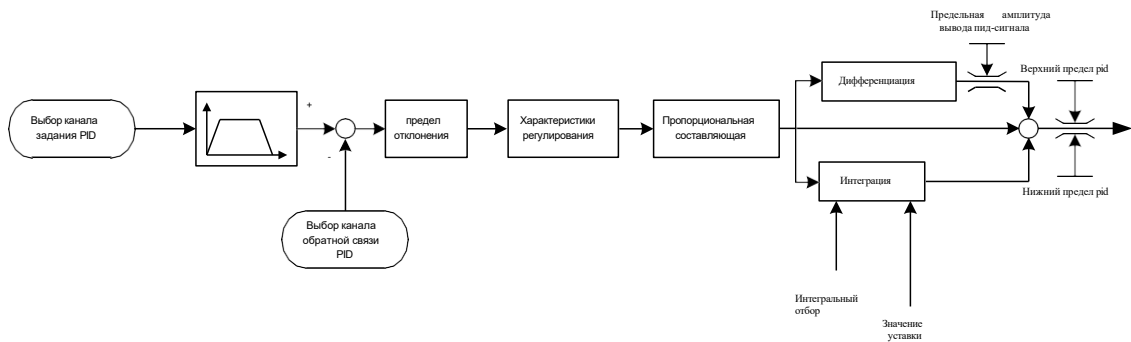 Предельная амплитуда
вывода пид-сигнала
Верхний предел pid
Дифференциация
Выбор канала
задания PID
+
-
предел
отклонения
Характеристики
регулирования
Пропорциональная
составляющая
Интеграция
Нижний предел pid
Выбор канала
обратной связи
PID
Интегральный
отбор
Значение
уставки